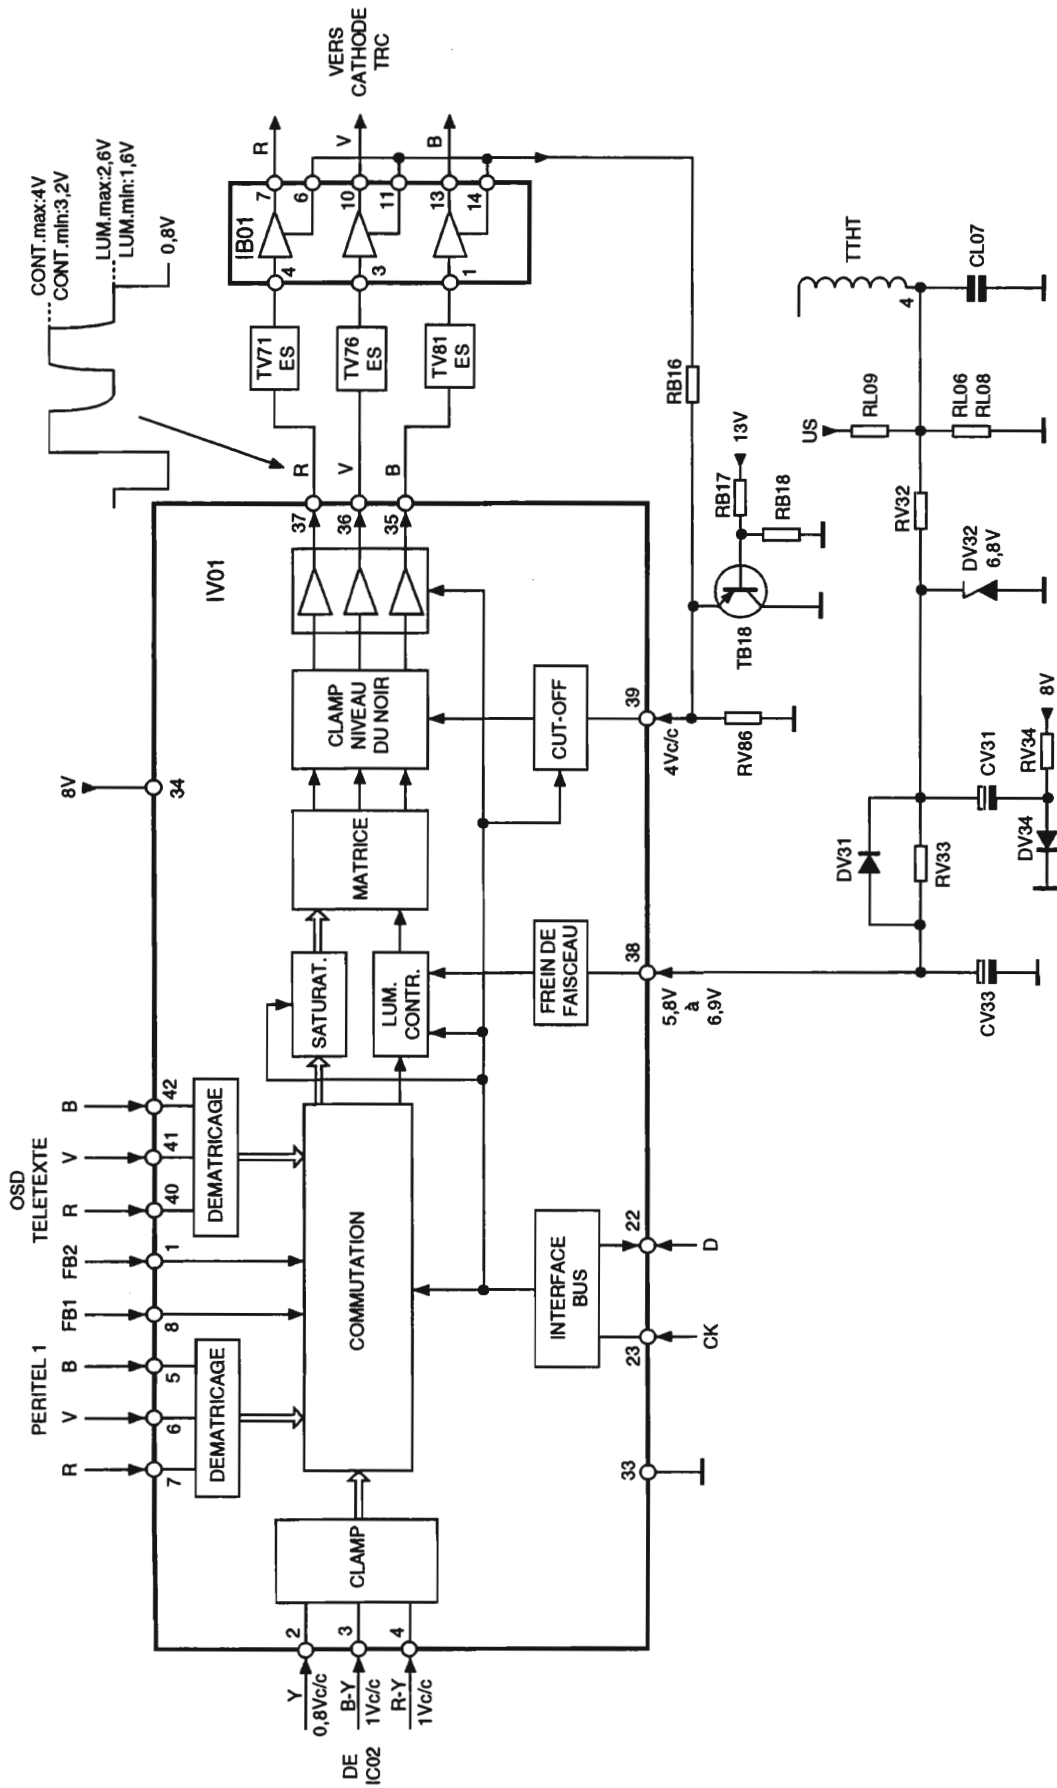 CONT.max:4V
CONT.min:3,2V
LUM.max:2,6V
LUM.min:1,6V
0,8V
VERS
CATHODE
TRC
R
V
B
IB01
7
6
10
11
13
14
4
3
1
TV71
ES
TV76
ES
TV81
ES
R
V
B
37
36
35
IV01
8V
34
CLAMP
NIVEAU
DU NOIR
MATRICE
CUT-OFF
39
4Vc/c
RV86
RB16
RB17
13V
RB18
TB18
SATURAT.
LUM.
CONTR.
FREIN DE
FAISCEAU
38
5,8V
à
6,9V
OSD
TELETEXTE
B
V
R
FB2
42
41
40
1
DEMATRICAGE
PERITEL 1
FB1
B
V
R
8
5
6
7
DEMATRICAGE
COMMUTATION
INTERFACE
BUS
22
D
23
CK
33
CLAMP
2
3
4
Y
0,8Vc/c
B-Y
1Vc/c
R-Y
1Vc/c
DE
IC02
TTHT
4
CL07
US
RL09
RL06
RL08
RV32
DV32
6,8V
DV31
RV33
CV31
RV34
8V
DV34
CV33